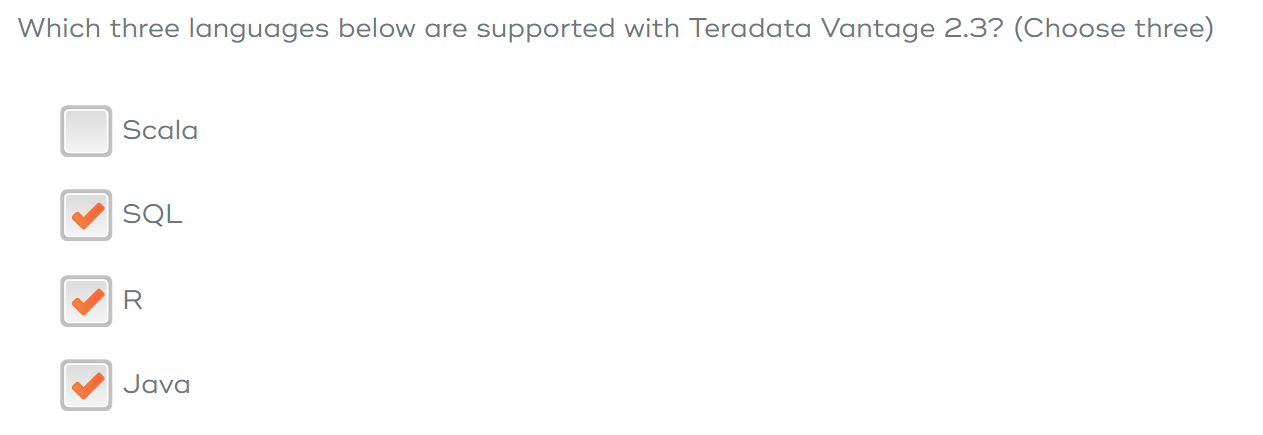 Which three languages below are supported with Teradata Vantage 2.3? (Choose three)
Scala
SQL
R
Java